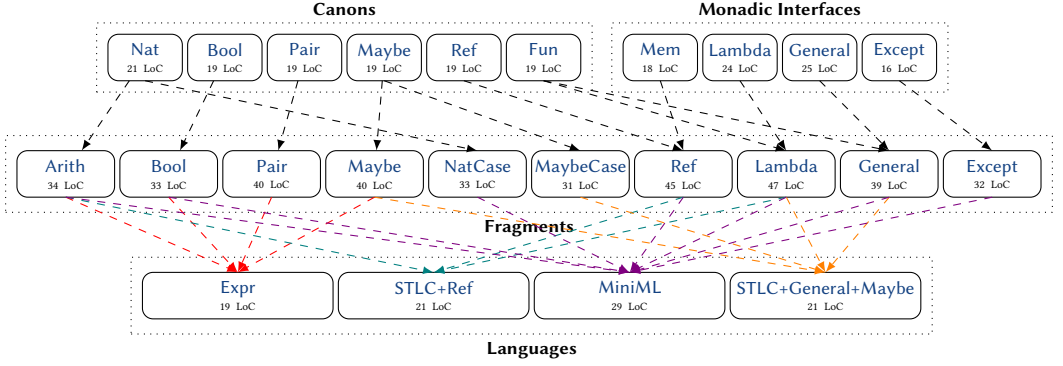 Canons Monadic Interfaces
Nat Bool Pair Maybe Ref Fun Mem Lambda General Except
21 LoC 19 LoC 19 LoC 19 LoC 19 LoC 19 LoC 18 LoC 24 LoC 25 LoC 16 LoC
Arith Bool Pair Maybe NatCase MaybeCase Ref Lambda General Except
34 LoC 33 LoC 40 LoC 40 LoC 33 LoC 31 LoC 45 LoC 47 LoC 39 LoC 32 LoC
Fragments
Expr STLC+Ref MiniML STLC+General+Maybe
19 LoC 21 LoC 29 LoC 21 LoC
Languages